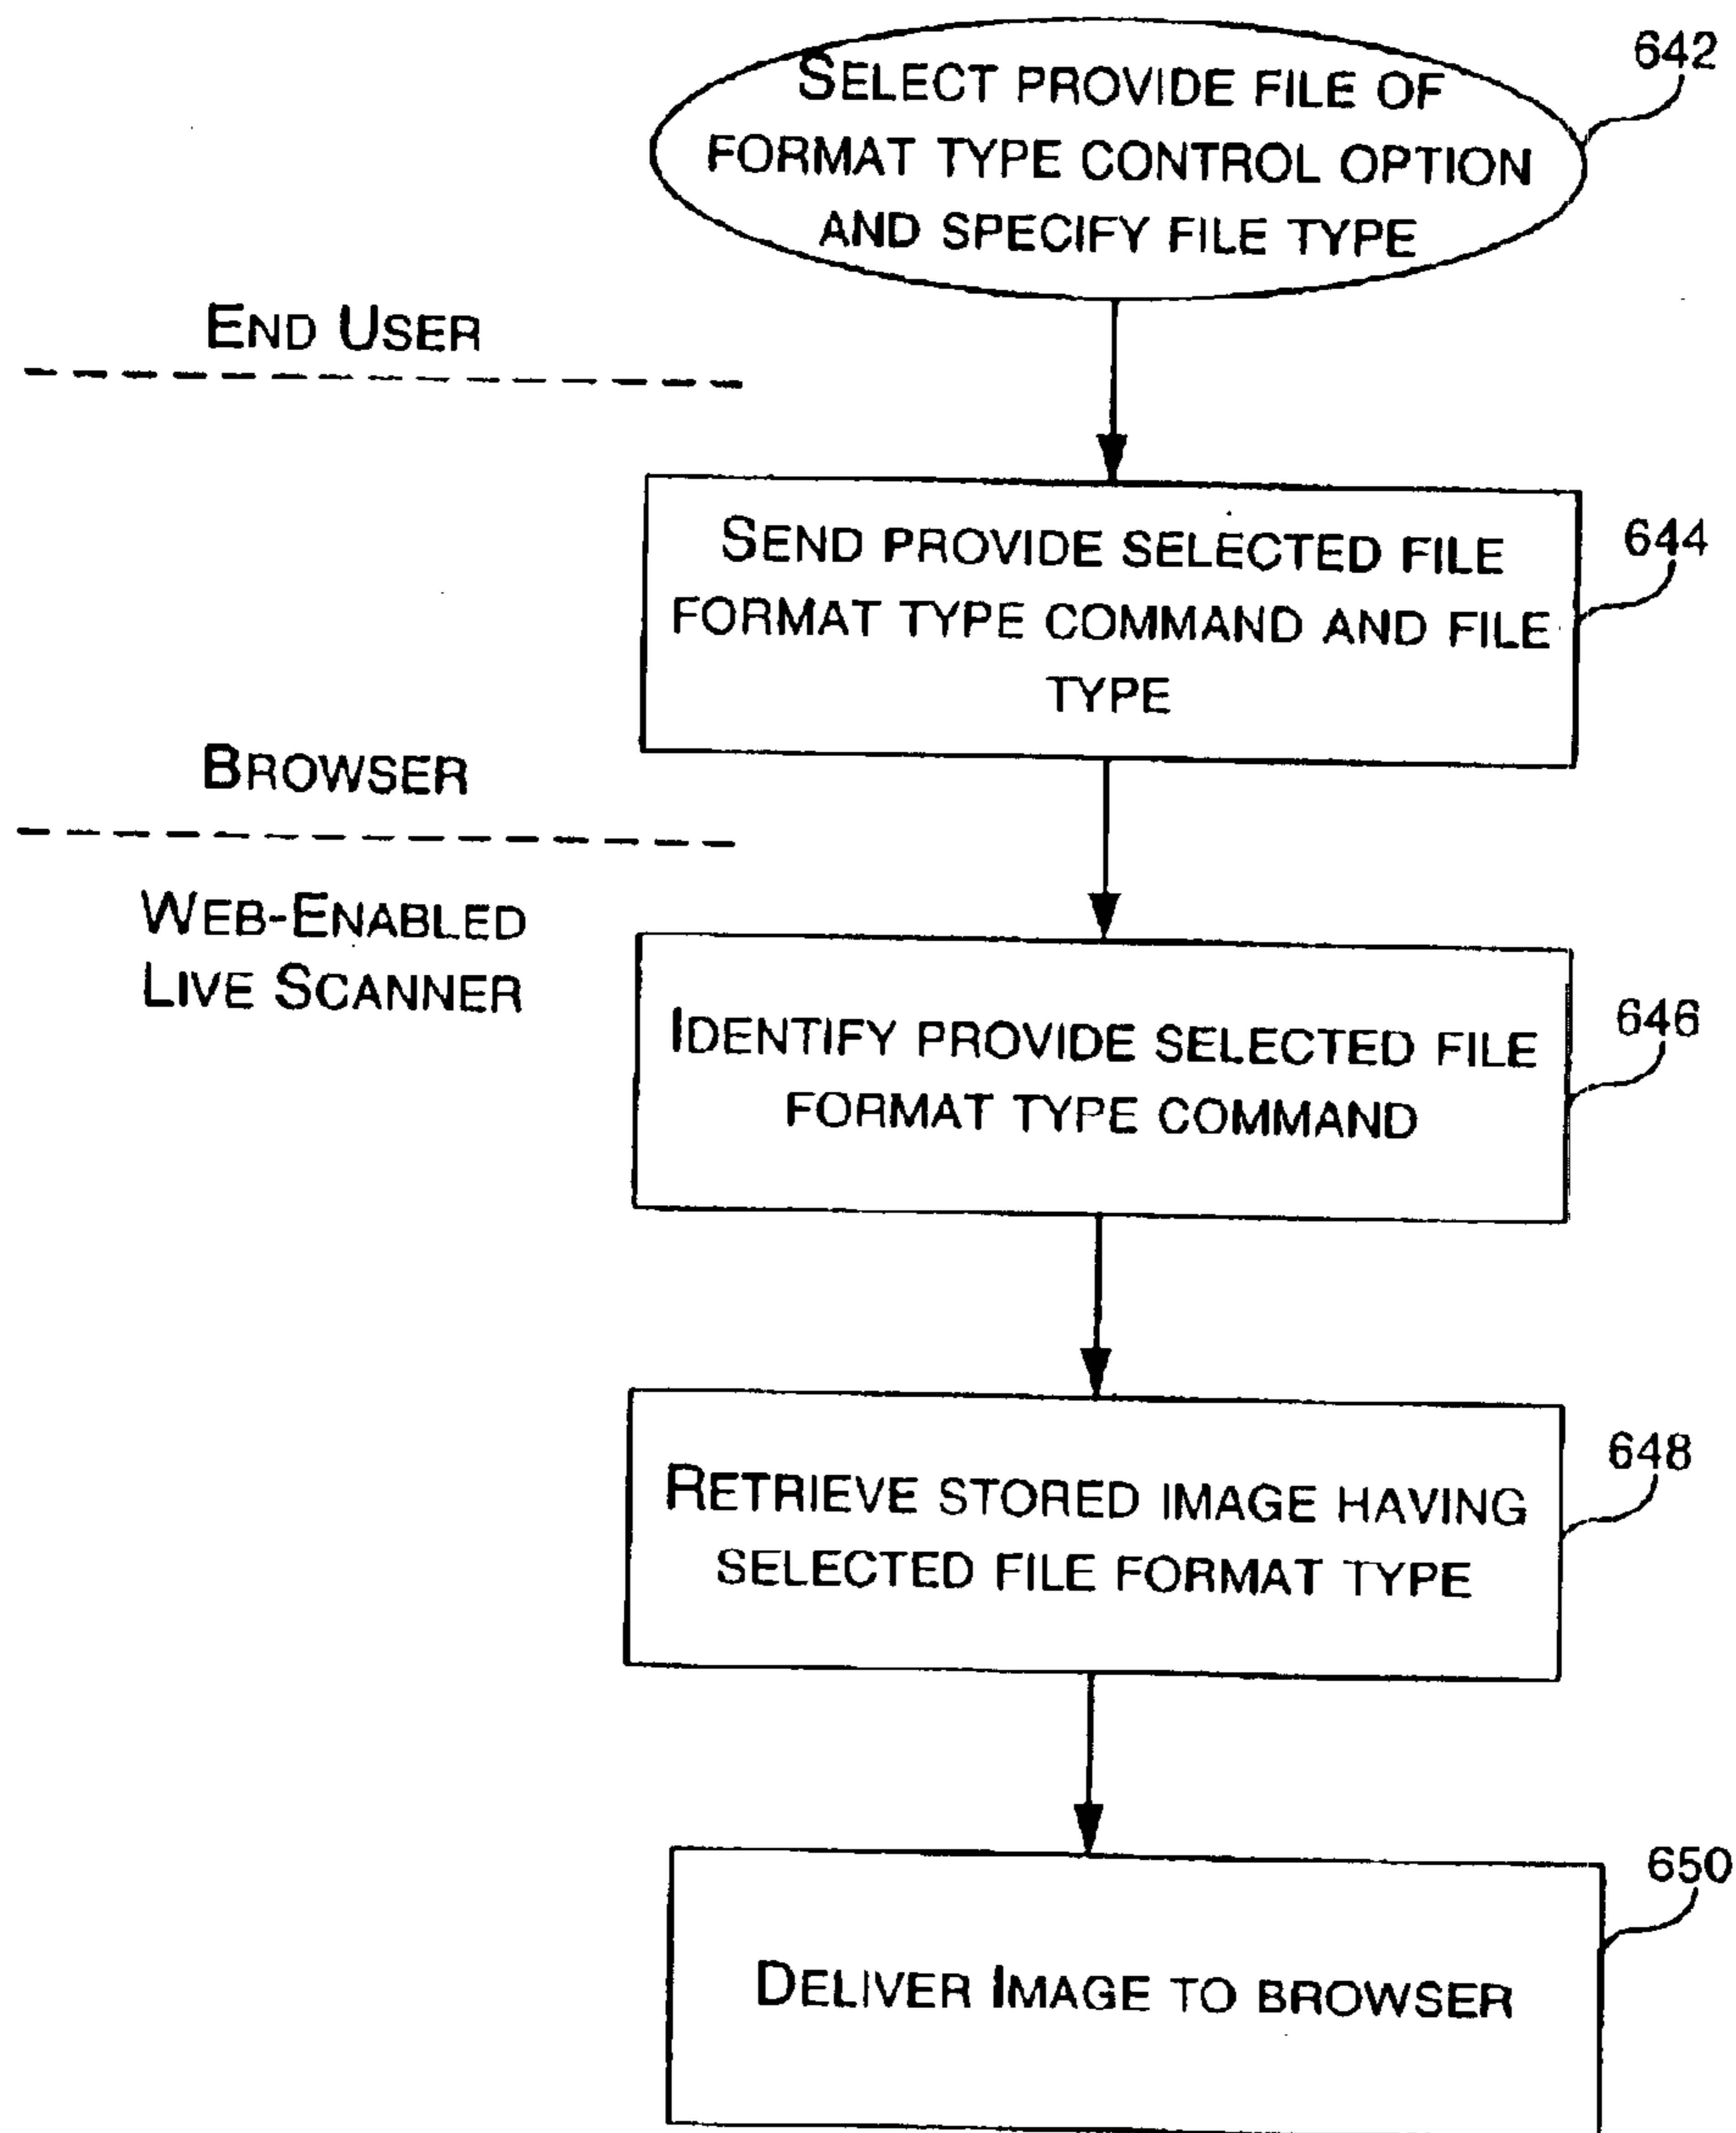 SELECT PROVIDE FILE OF
FORMAT TYPE CONTROL OPTION
AND SPECIFY FILE TYPE
642
END USER
SEND PROVIDE SELECTED FILE
FORMAT TYPE COMMAND AND FILE
TYPE
644
BROWSER
WEB-ENABLED
LIVE SCANNER
IDENTIFY PROVIDE SELECTED FILE
FORMAT TYPE COMMAND
646
RETRIEVE STORED IMAGE HAVING
SELECTED FILE FORMAT TYPE
648
DELIVER IMAGE TO BROWSER
650